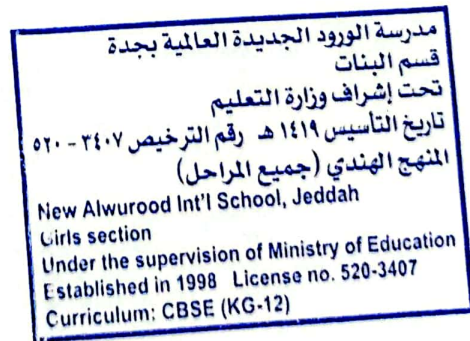 مدرسة الورود الجديدة العالمية بجدة
قسم البنات
تحت إشراف وزارة التعليم
تاريخ التأسيس ١٤١٩ هـ رقم الترخيص ٣٤٠٧ - ٥٢٠
المنهج الهندي (جميع المراحل)
New Alwurood Int'l School, Jeddah
Girls section
Under the supervision of Ministry of Education
Established in 1998 License no. 520-3407
Curriculum: CBSE (KG-12)